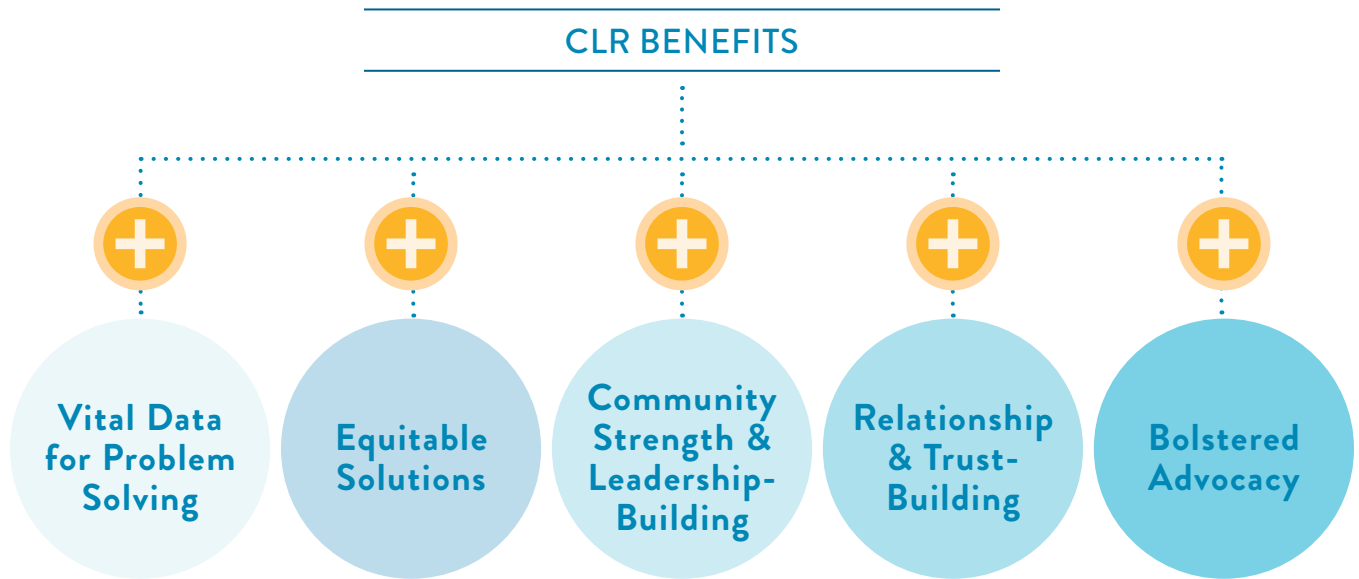 CLR BENEFITS
Vital Data
for Problem
Solving
Equitable
Solutions
Community
Strength &
Leadership-
Building
Relationship
& Trust-
Building
Bolstered
Advocacy